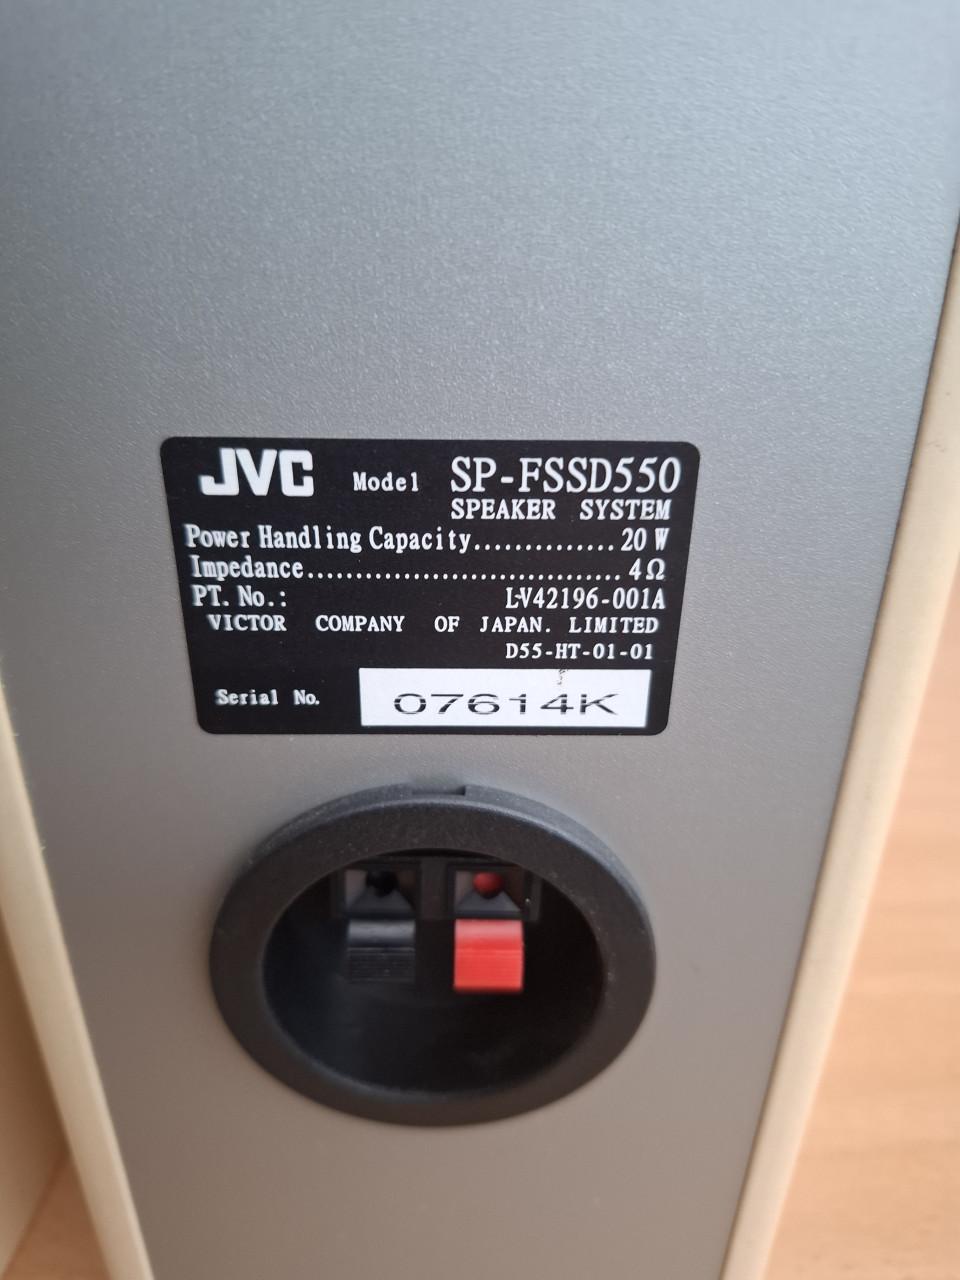 JVC Model SP-FSSD550
SPEAKER SYSTEM
Power Handling Capacity...............20 W
Impedance.................................4Ω
PT. No.: LV42196-001A
VICTOR COMPANY OF JAPAN. LIMITED
D55-HT-01-01
Serial No. 07614K